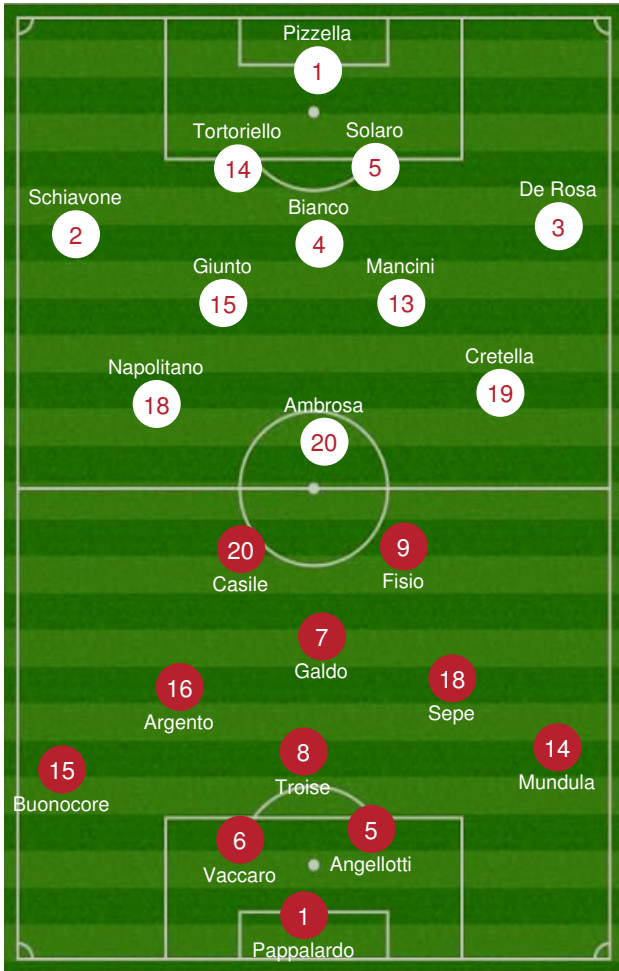 Pizzella
1
Tortoriello
14
Solaro
5
Schiavone
2
De Rosa
3
Bianco
4
Giunto
15
Mancini
13
Napolitano
18
Cretella
19
Ambrosa
20
20
Casile
9
Fisio
7
Galdo
16
Argento
18
Sepe
15
Buonocore
8
Troise
14
Mundula
6
Vaccaro
5
Angellotti
1
Pappalardo